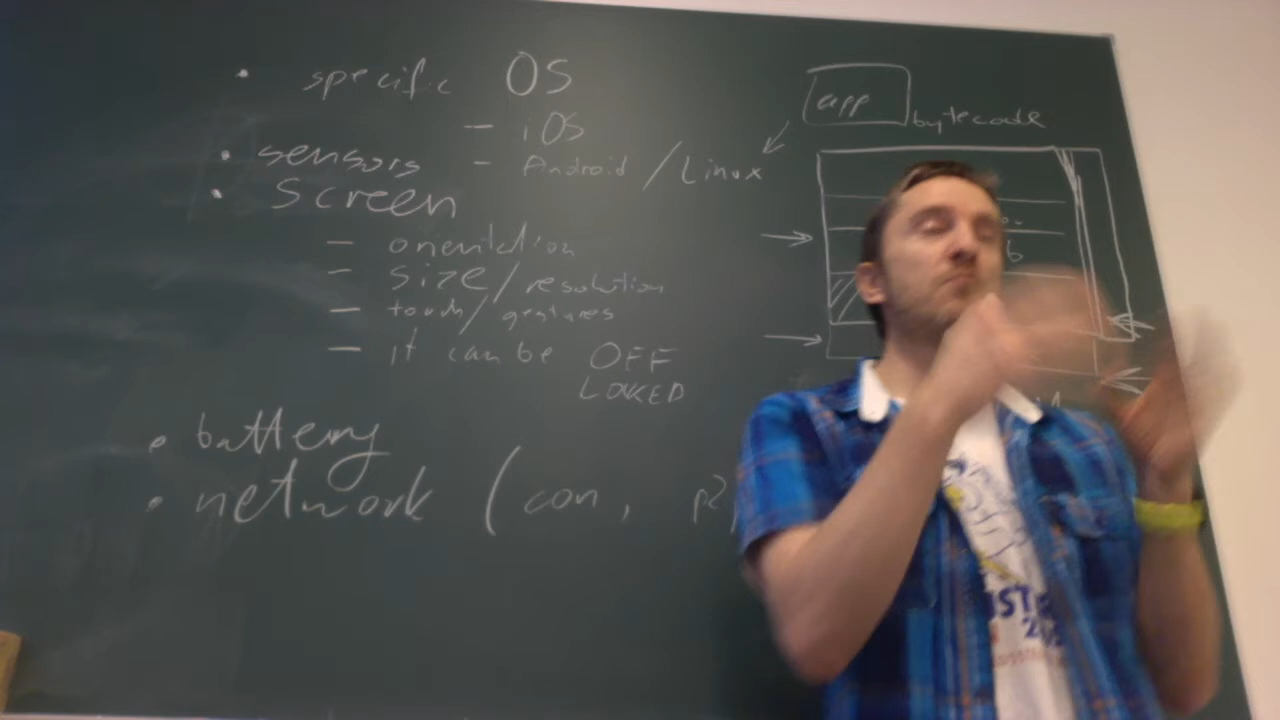 • specific OS
– iOS
• sensors – Android / Linux
• Screen
– orientation
– size / resolution
– touch / gestures
– it can be OFF
LOCKED
• battery
• network (con, p2
app
bytecode